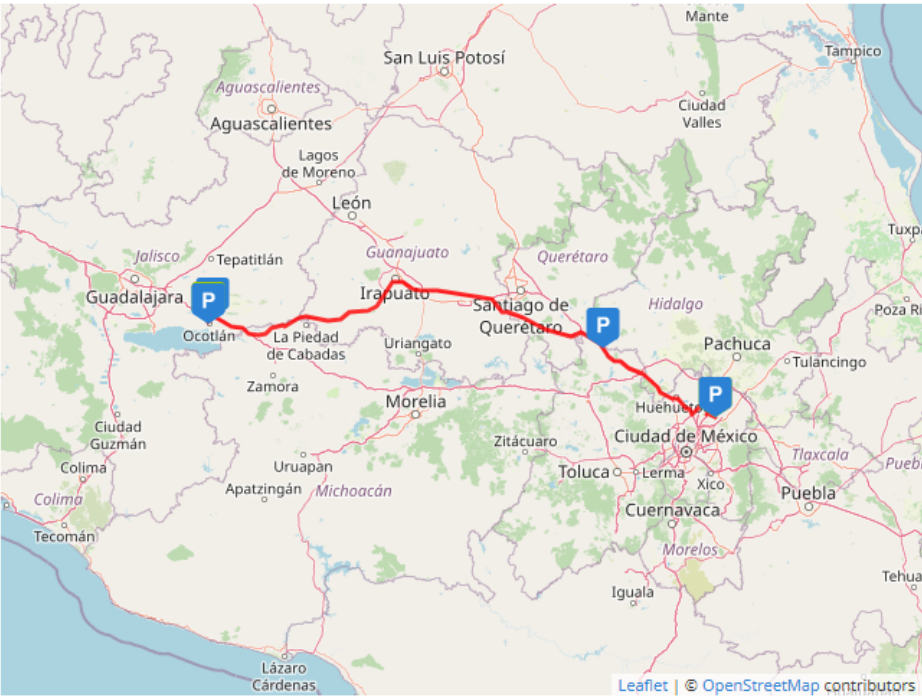 Mante
San Luis Potosí
Tampico
Aguascalientes
Aguascalientes
Ciudad
Valles
Lagos
de Moreno
León
Tuxp
Jalisco
Tepatitlán
Guanajuato
Querétaro
Guadalajara
P
Irapuato
Santiago de
Querétaro
Hidalgo
Poza Ri
Ocotlán
La Piedad
de Cabadas
Uriangato
P
Pachuca
Tulancingo
Zamora
Morelia
P
Huehueto
Ciudad
Guzmán
Zitácuaro
Ciudad de México
Colima
Uruapan
Toluca
Lerma
Xico
Tlaxcala
Pueb
Colima
Apatzingán
Michoacán
Puebla
Tecomán
Cuernavaca
Morelos
Tehua
Iguala
Lázaro
Cárdenas
Leaflet | © OpenStreetMap contributors